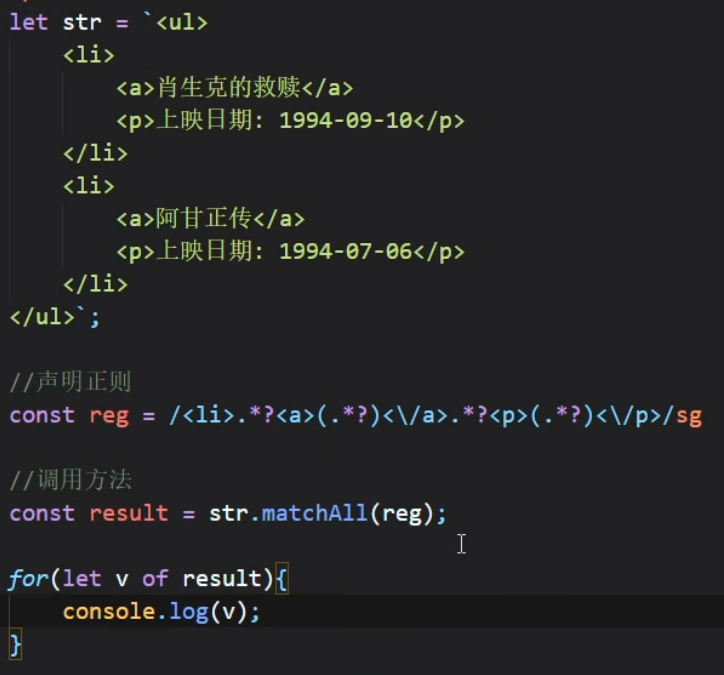 let str = `<ul>
<li>
<a>肖生克的救赎</a>
<p>上映日期: 1994-09-10</p>
</li>
<li>
<a>阿甘正传</a>
<p>上映日期: 1994-07-06</p>
</li>
</ul>`;
//声明正则
const reg = /<li>.*?<a>(.*?)<\/a>.*?<p>(.*?)<\/p>/sg
//调用方法
const result = str.matchAll(reg);
for(let v of result){
console.log(v);
}